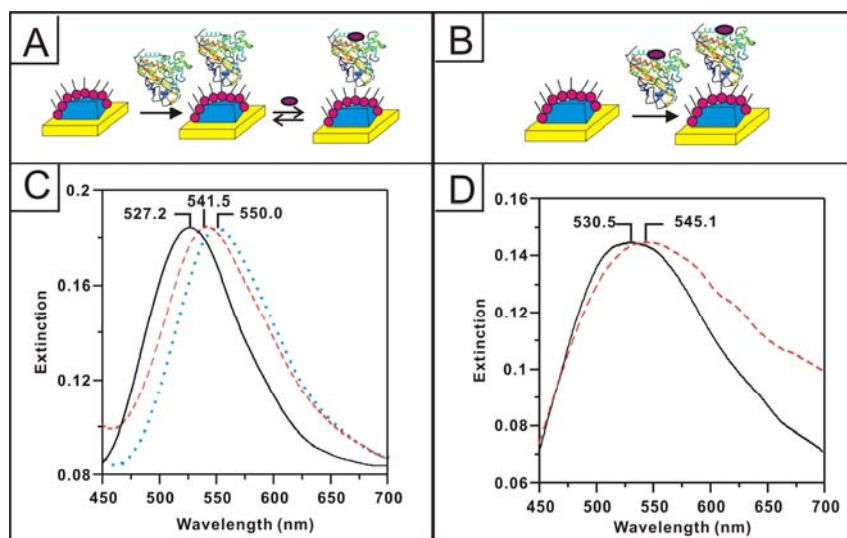 A
B
C
D
541.5
527.2 550.0
530.5 545.1
0.2
0.16
0.12
0.08
Extinction
450 500 550 600 650 700
Wavelength (nm)
0.16
0.14
0.12
0.1
0.08
0.06
Extinction
450 500 550 600 650 700
Wavelength (nm)